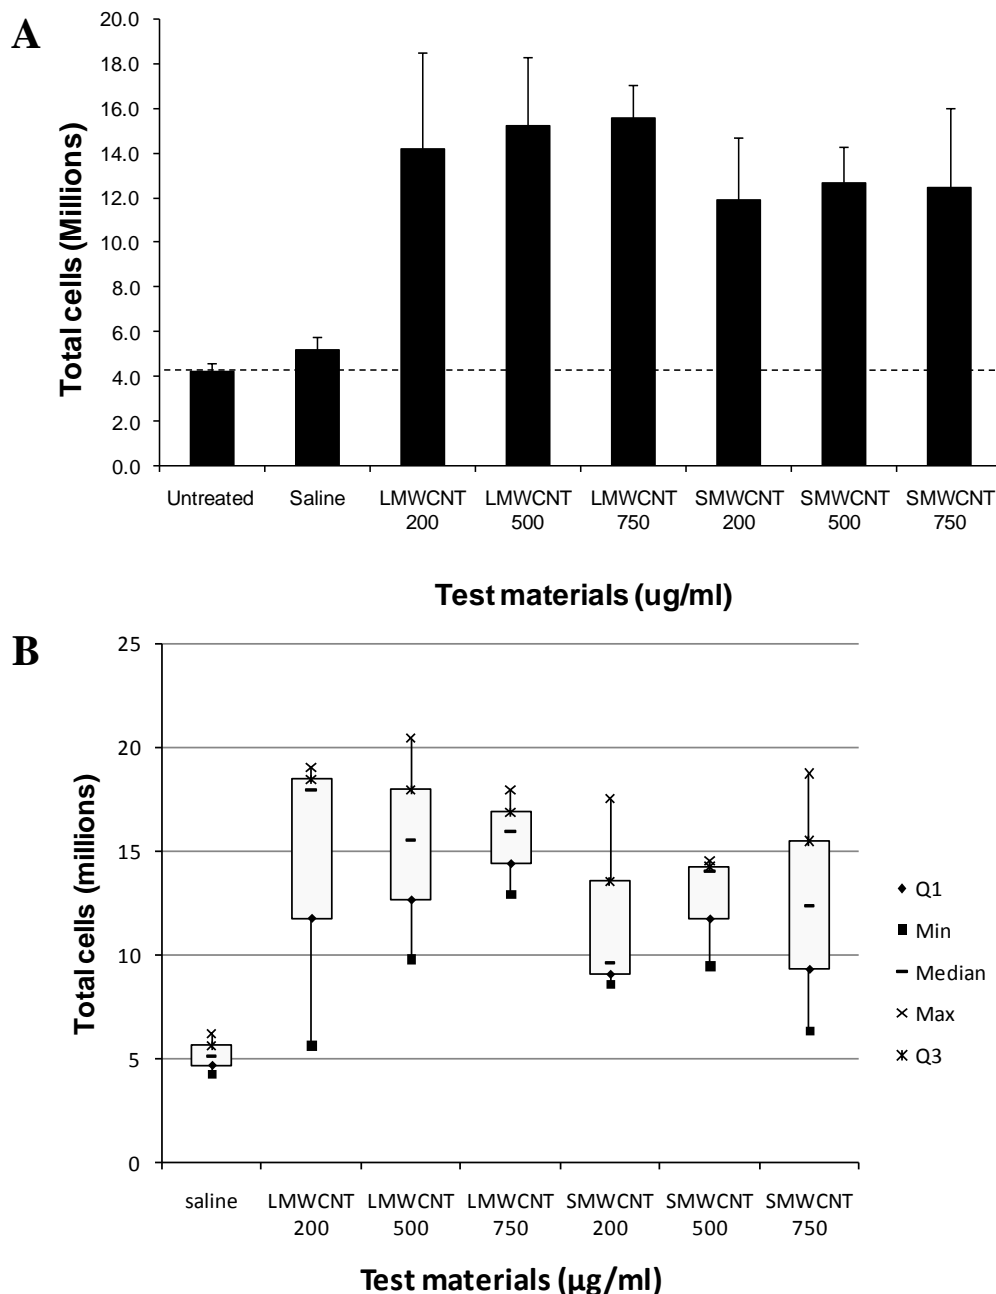 A
20.0
18.0
16.0
14.0
12.0
10.0
8.0
6.0
4.0
2.0
0.0
Total cells (Millions)
Untreated Saline LMWCNT LMWCNT LMWCNT SMWCNT SMWCNT SMWCNT
200 500 750 200 500 750
Test materials (ug/ml)
B
25
20
15
10
5
0
Total cells (millions)
Q1
Min
Median
Max
Q3
saline LMWCNT LMWCNT LMWCNT SMWCNT SMWCNT SMWCNT
200 500 750 200 500 750
Test materials (µg/ml)